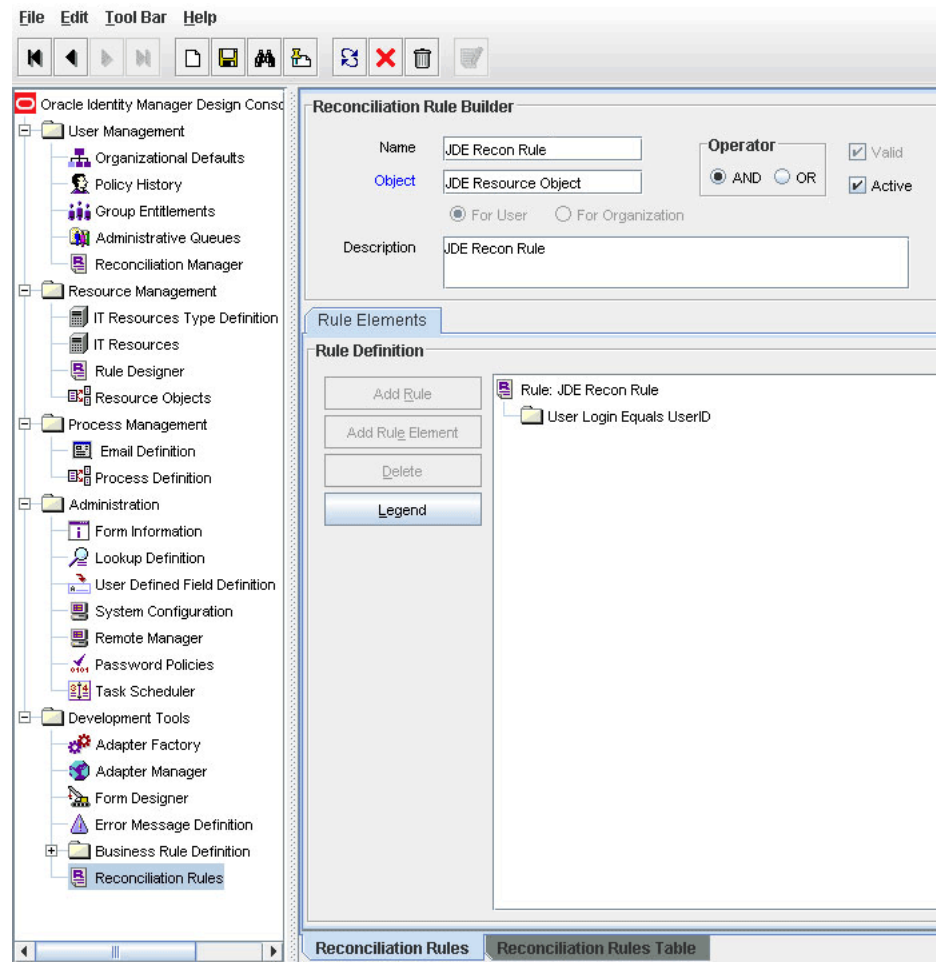 File Edit Tool Bar Help
Oracle Identity Manager Design Conso
User Management
Organizational Defaults
Policy History
Group Entitlements
Administrative Queues
Reconciliation Manager
Resource Management
IT Resources Type Definition
IT Resources
Rule Designer
Resource Objects
Process Management
Email Definition
Process Definition
Administration
Form Information
Lookup Definition
User Defined Field Definition
System Configuration
Remote Manager
Password Policies
Task Scheduler
Development Tools
Adapter Factory
Adapter Manager
Form Designer
Error Message Definition
Business Rule Definition
Reconciliation Rules
Reconciliation Rule Builder
Name JDE Recon Rule
Operator
AND OR
Valid
Object JDE Resource Object
Active
For User For Organization
Description JDE Recon Rule
Rule Elements
Rule Definition
Add Rule
Add Rule Element
Delete
Legend
Rule: JDE Recon Rule
User Login Equals UserID
Reconciliation Rules Reconciliation Rules Table